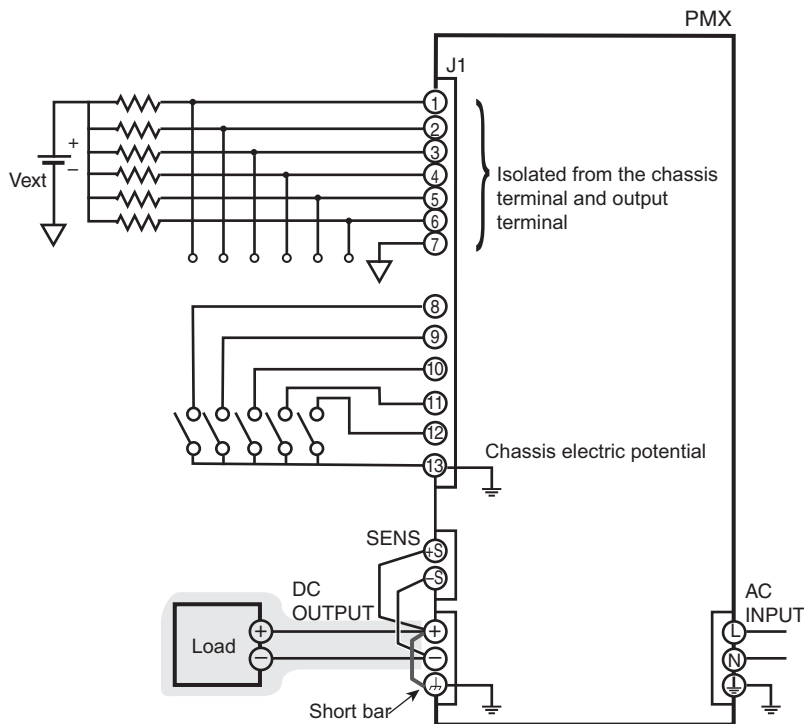 PMX
J1
1
2
3
4
5
6
7
+
–
Vext
Isolated from the chassis
terminal and output
terminal
8
9
10
11
12
13
Chassis electric potential
SENS
+S
–S
DC
OUTPUT
Load
+
–
+
–
Short bar
AC
INPUT
L
N